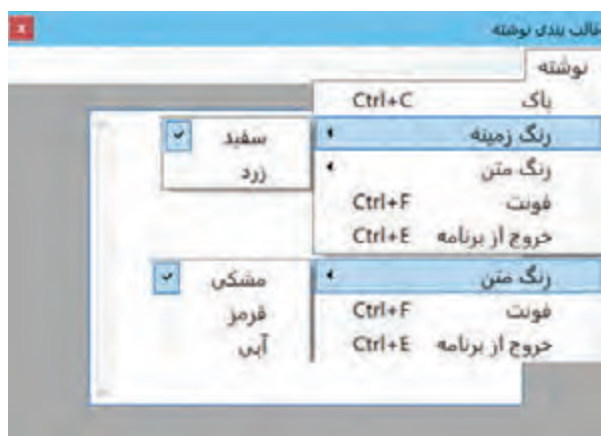 قالب بندی نوشته
نوشته
پاک Ctrl+C
رنگ زمینه
سفید
رنگ متن
زرد
فونت Ctrl+F
خروج از برنامه Ctrl+E
رنگ متن
مشکی
فونت Ctrl+F
قرمز
خروج از برنامه Ctrl+E
آبی